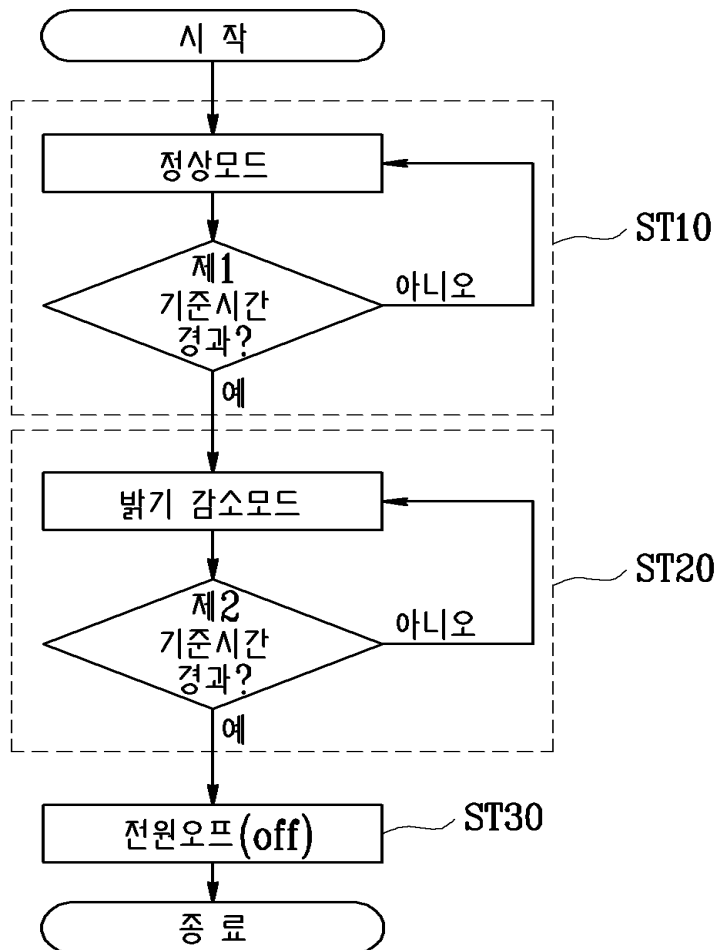 시 작
정상모드
ST10
제1
기준시간
경과?
아니오
예
밝기 감소모드
ST20
제2
기준시간
경과?
아니오
예
전원오프(off)
ST30
종 료